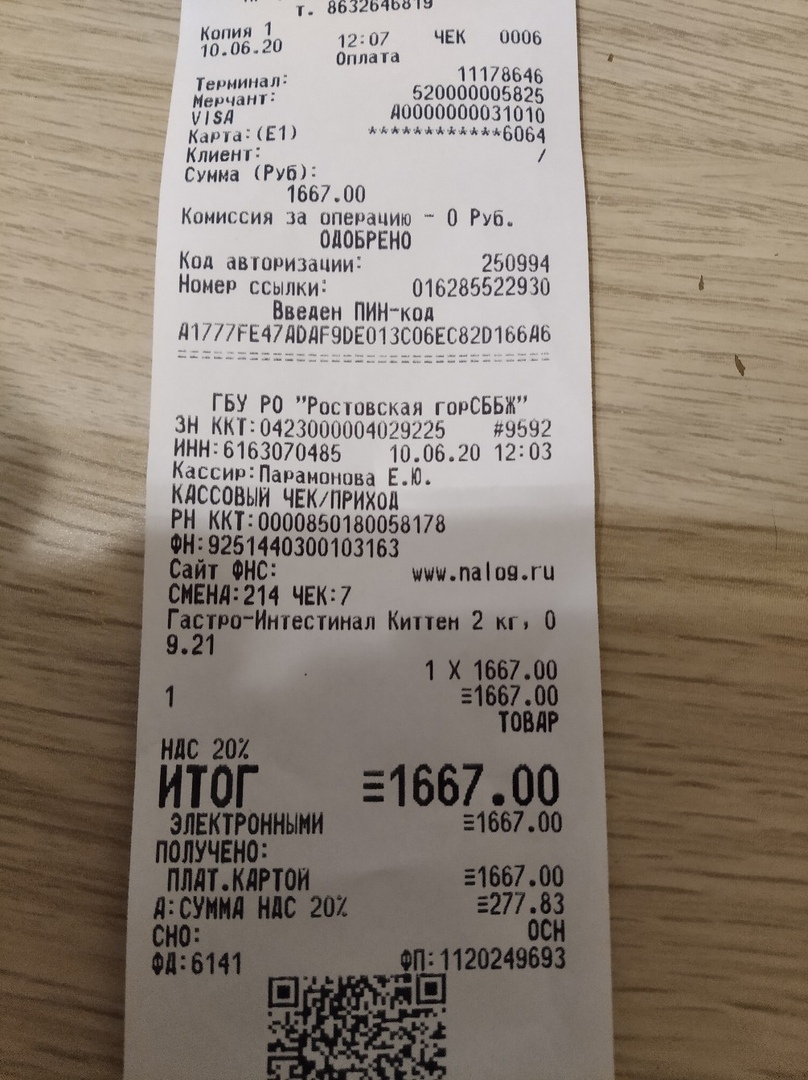 т. 8632646819
Копия 1
10.06.20 12:07 ЧЕК 0006
Оплата
Терминал: 11178646
Мерчант: 520000005825
VISA A0000000031010
Карта:(E1) ************6064
Клиент: /
Сумма (Руб):
1667.00
Комиссия за операцию - 0 Руб.
ОДОБРЕНО
Код авторизации: 250994
Номер ссылки: 016285522930
Введен ПИН-код
A1777FE47ADAF9DE013C06EC82D166A6
================================
ГБУ РО "Ростовская горСББЖ"
ЗН ККТ:0423000004029225 #9592
ИНН:6163070485 10.06.20 12:03
Кассир:Парамонова Е.Ю.
КАССОВЫЙ ЧЕК/ПРИХОД
РН ККТ:0000850180058178
ФН:9251440300103163
Сайт ФНС: www.nalog.ru
СМЕНА:214 ЧЕК:7
Гастро-Интестинал Киттен 2 кг, 0
9.21
1 X 1667.00
1 ≡1667.00
ТОВАР
НДС 20%
ИТОГ ≡1667.00
ЭЛЕКТРОННЫМИ ≡1667.00
ПОЛУЧЕНО:
ПЛАТ.КАРТОЙ ≡1667.00
А:СУММА НДС 20% ≡277.83
СНО: ОСН
ФД:6141 ФП:1120249693